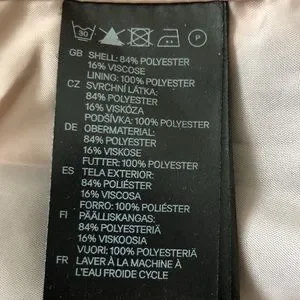 30 P
GB SHELL: 84% POLYESTER
16% VISCOSE
LINING: 100% POLYESTER
CZ SVRCHNÍ LÁTKA:
84% POLYESTER
16% VISKÓZA
PODŠÍVKA: 100% POLYESTER
DE OBERMATERIAL:
84% POLYESTER
16% VISKOSE
FUTTER: 100% POLYESTER
ES TELA EXTERIOR:
84% POLIÉSTER
16% VISCOSA
FORRO: 100% POLIÉSTER
FI PÄÄLLISKANGAS:
84% POLYESTERIÄ
16% VISKOOSIA
VUORI: 100% POLYESTERIÄ
FR LAVER À LA MACHINE À
L'EAU FROIDE CYCLE